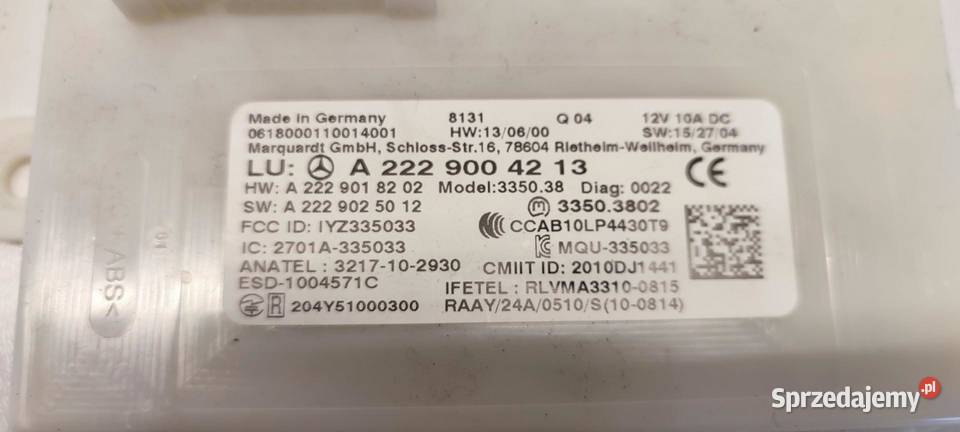 Made in Germany 8131 Q 04 12V 10A DC
0618000110014001 HW:13/06/00 SW:15/27/04
Marquardt GmbH, Schloss-Str.16, 78604 Rietheim-Weilheim, Germany
LU: A 222 900 42 13
HW: A 222 901 82 02 Model:3350.38 Diag: 0022
SW: A 222 902 50 12 m 3350.3802
FCC ID: IYZ335033 CCAB10LP4430T9
IC: 2701A-335033 MQU-335033
ANATEL: 3217-10-2930 CMIIT ID: 2010DJ1441
ESD-1004571C IFETEL: RLVMA3310-0815
R 204Y51000300 RAAY/24A/0510/S(10-0814)
CE
ABS<
Sprzedajemy.pl